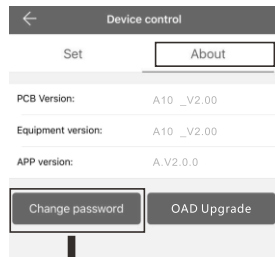 Device control
Set About
PCB Version: A10 _V2.00
Equipment version: A10 _V2.00
APP version: A.V2.0.0
Change password OAD Upgrade